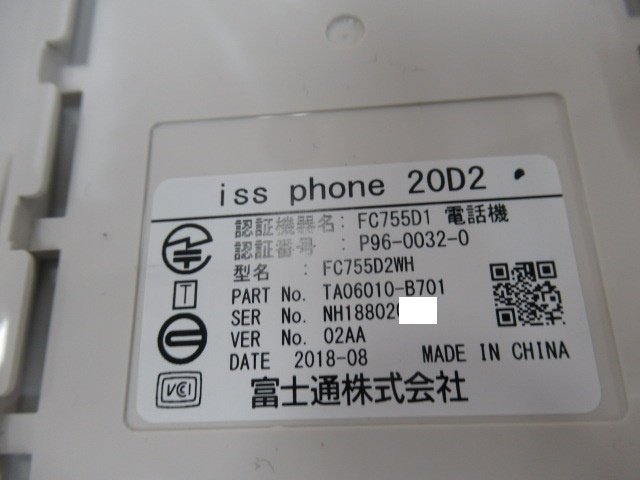 iss phone 20D2
認証機器名: FC755D1 電話機
認証番号 : P96-0032-0
型名 : FC755D2WH
T
PART No. TA06010-B701
SER No. NH18802
VER No. 02AA
DATE 2018-08 MADE IN CHINA
VCI
富士通株式会社